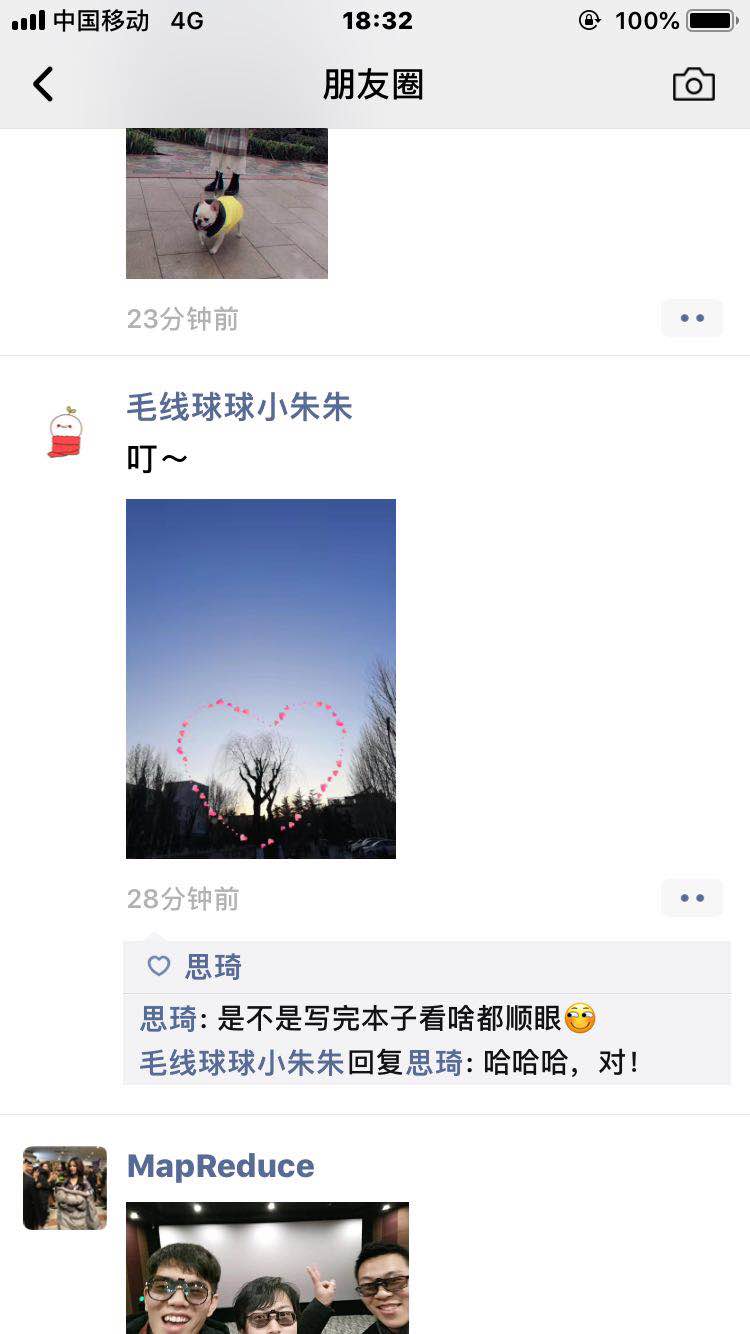 中国移动 4G 18:32 100%
朋友圈
23分钟前
毛线球球小朱朱
叮～
28分钟前
思琦
思琦: 是不是写完本子看啥都顺眼
毛线球球小朱朱回复思琦: 哈哈哈，对！
MapReduce